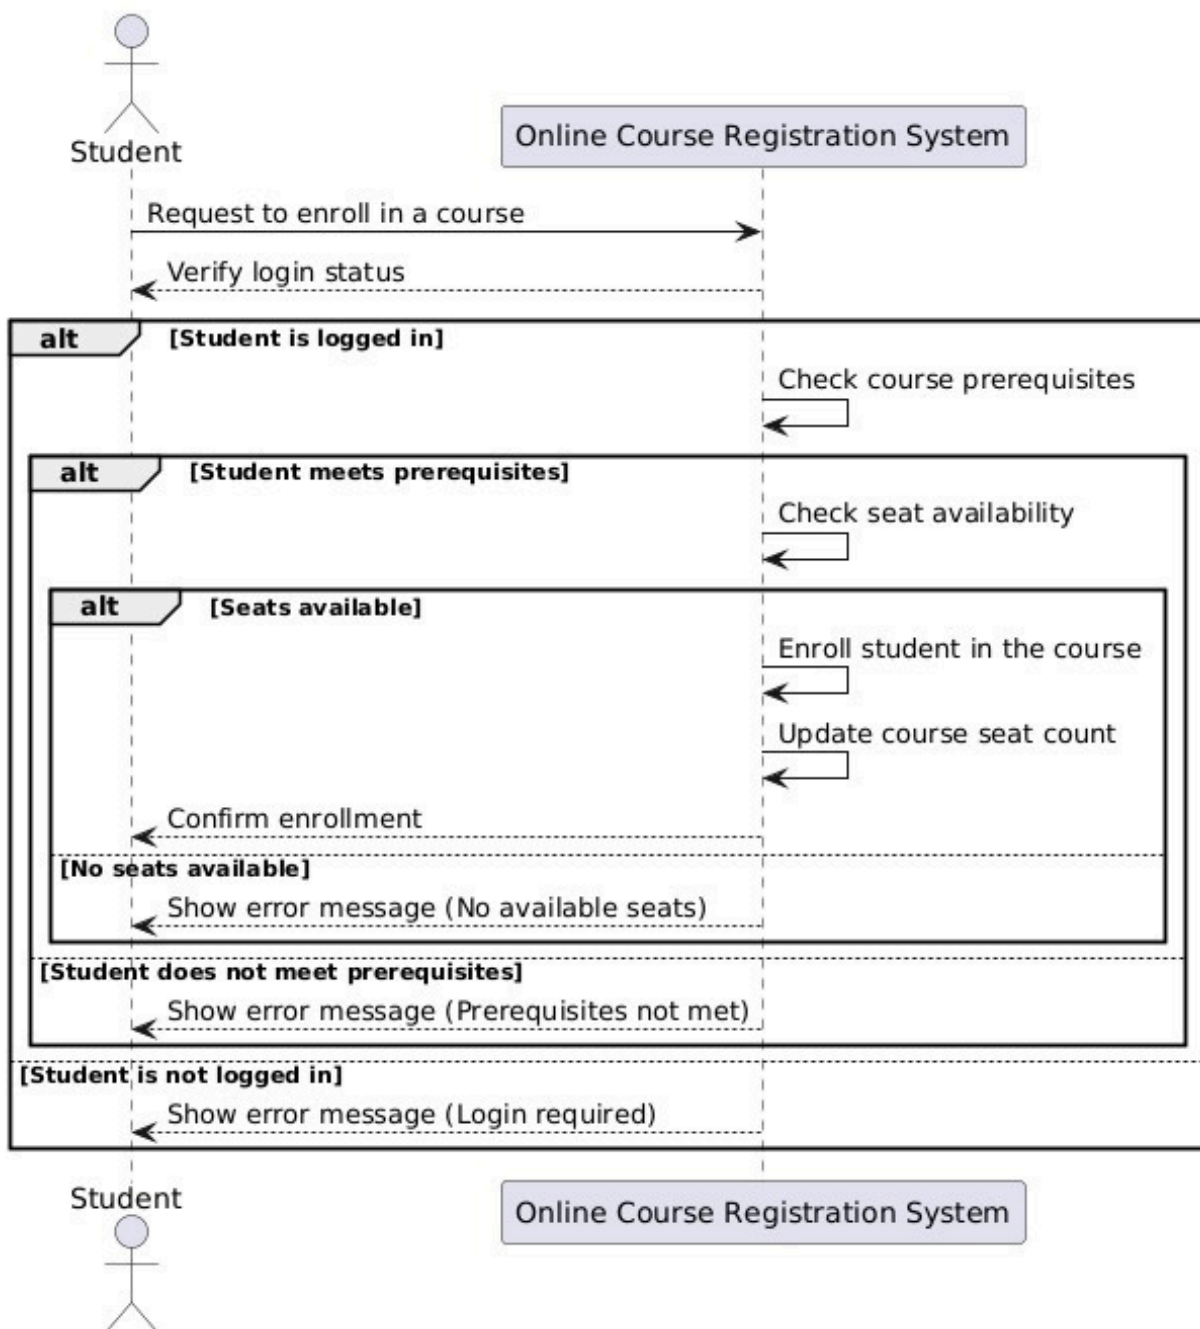 Student
Online Course Registration System
Request to enroll in a course
Verify login status
alt [Student is logged in]
Check course prerequisites
alt [Student meets prerequisites]
Check seat availability
alt [Seats available]
Enroll student in the course
Update course seat count
Confirm enrollment
[No seats available]
Show error message (No available seats)
[Student does not meet prerequisites]
Show error message (Prerequisites not met)
[Student is not logged in]
Show error message (Login required)
Student
Online Course Registration System